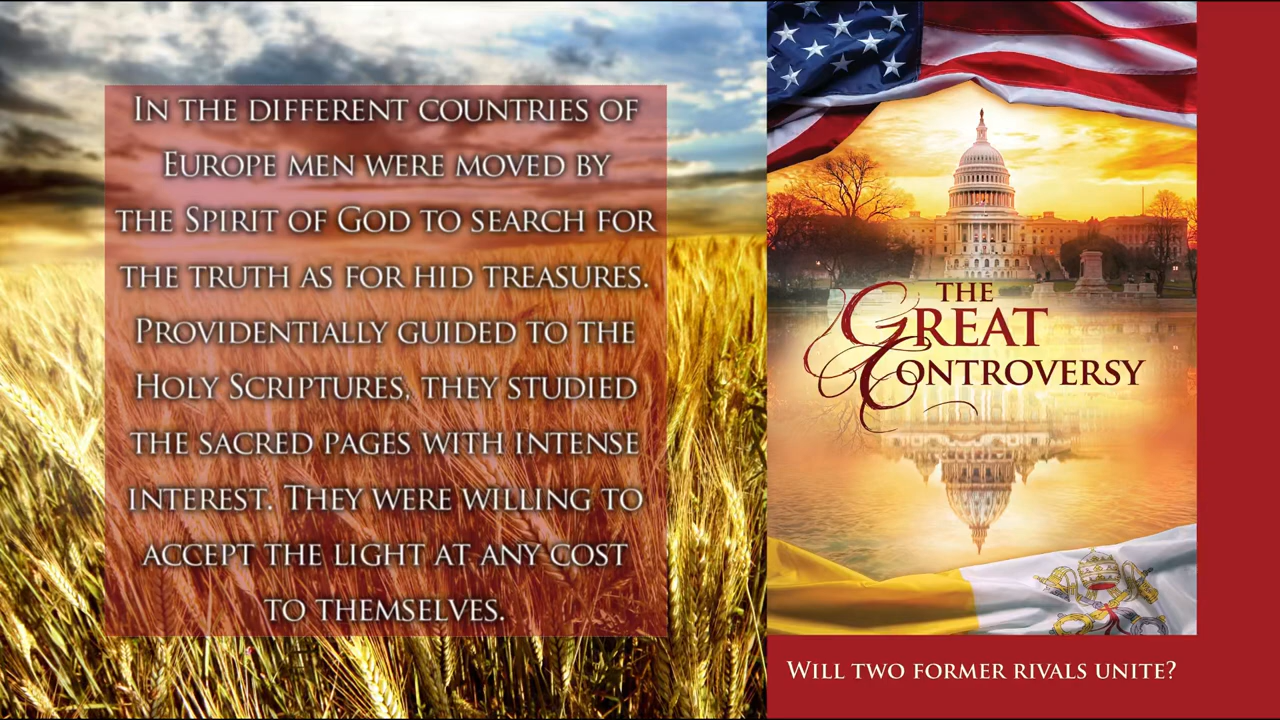 In the different countries of
Europe men were moved by
the Spirit of God to search for
the truth as for hid treasures.
Providentially guided to the
Holy Scriptures, they studied
the sacred pages with intense
interest. They were willing to
accept the light at any cost
to themselves.
The
Great
Controversy
Will two former rivals unite?